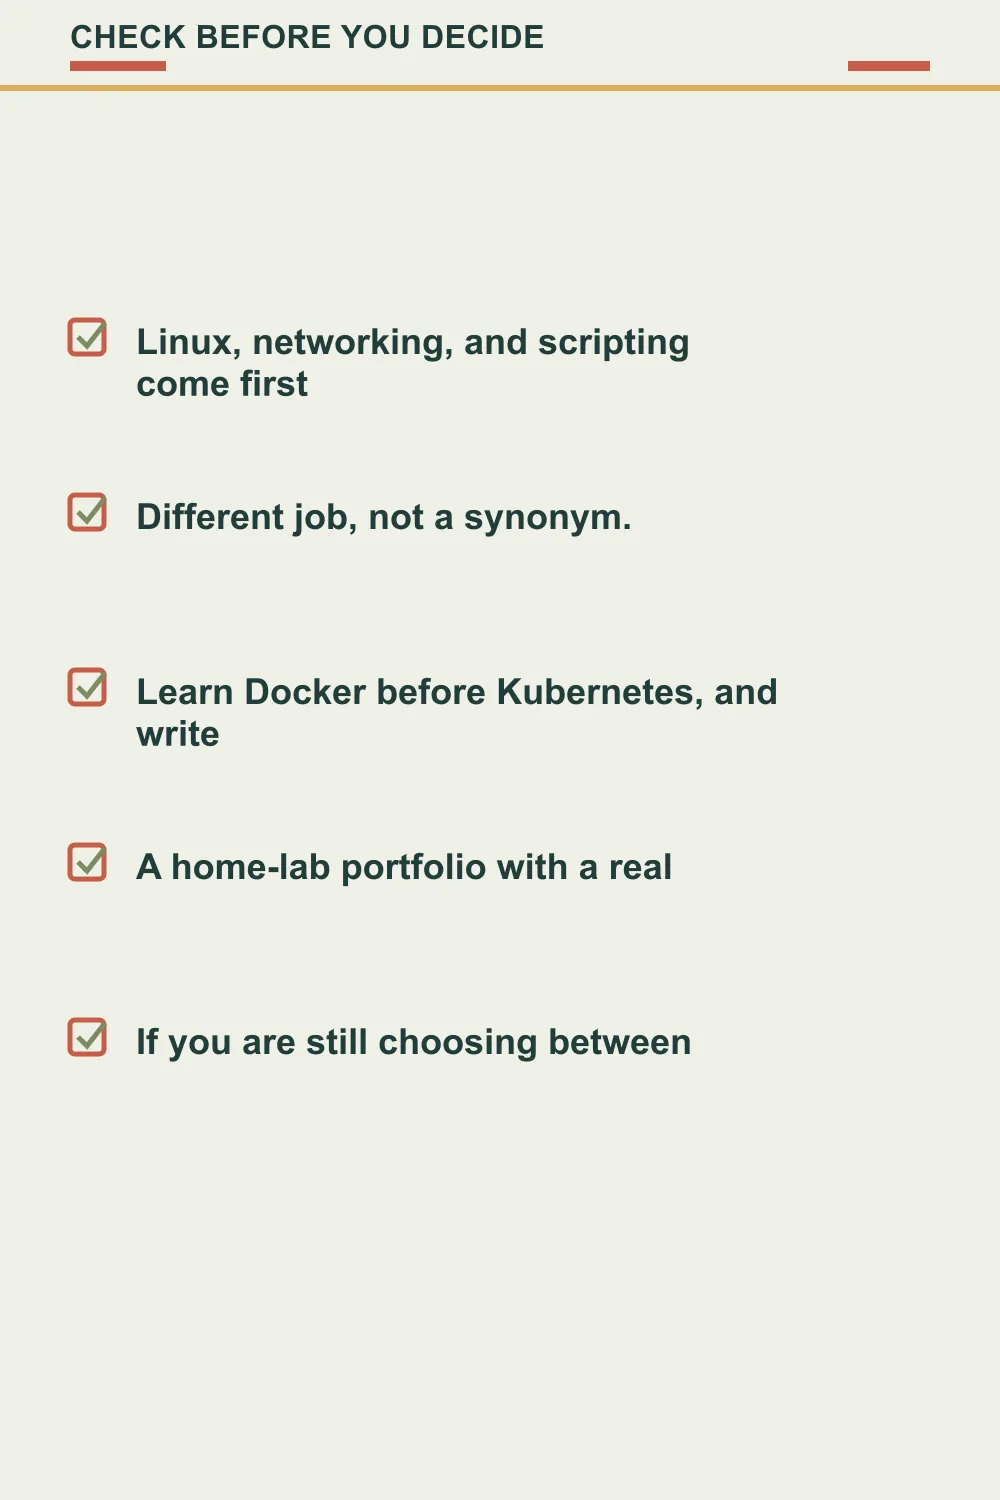 CHECK BEFORE YOU DECIDE
Linux, networking, and scripting
come first
Different job, not a synonym.
Learn Docker before Kubernetes, and
write
A home-lab portfolio with a real
If you are still choosing between